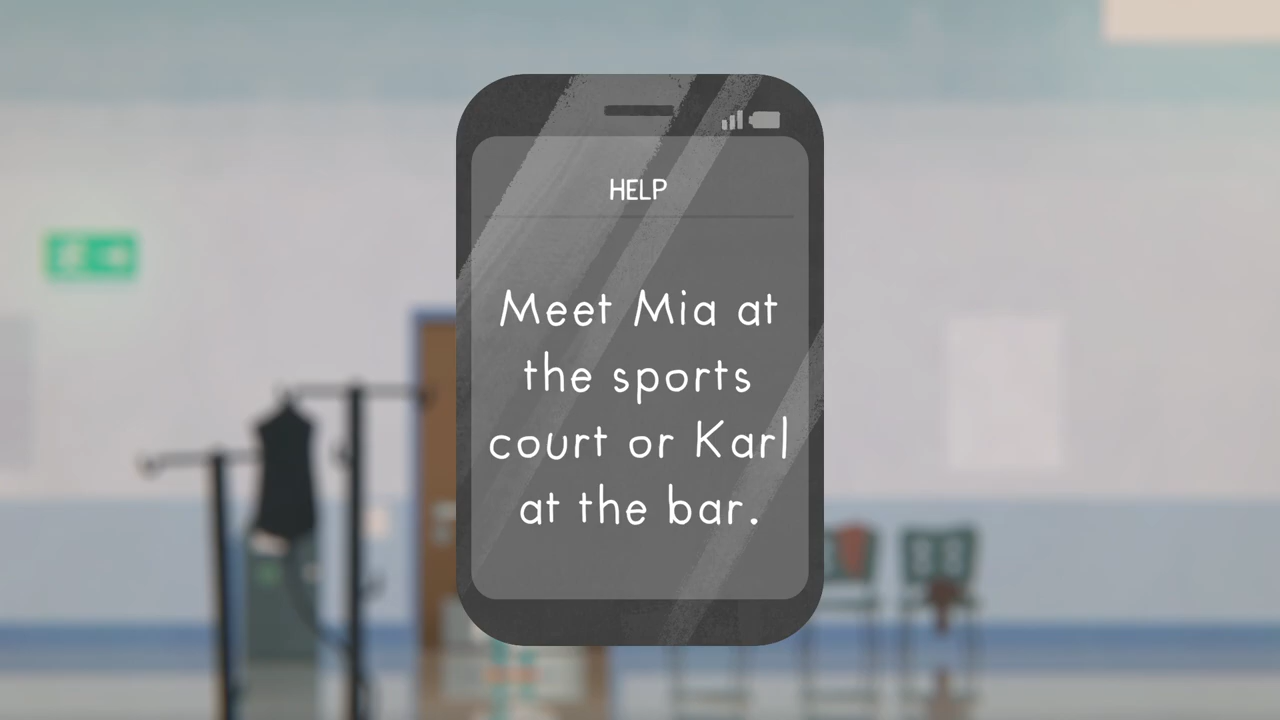 HELP
Meet Mia at
the sports
court or Karl
at the bar.